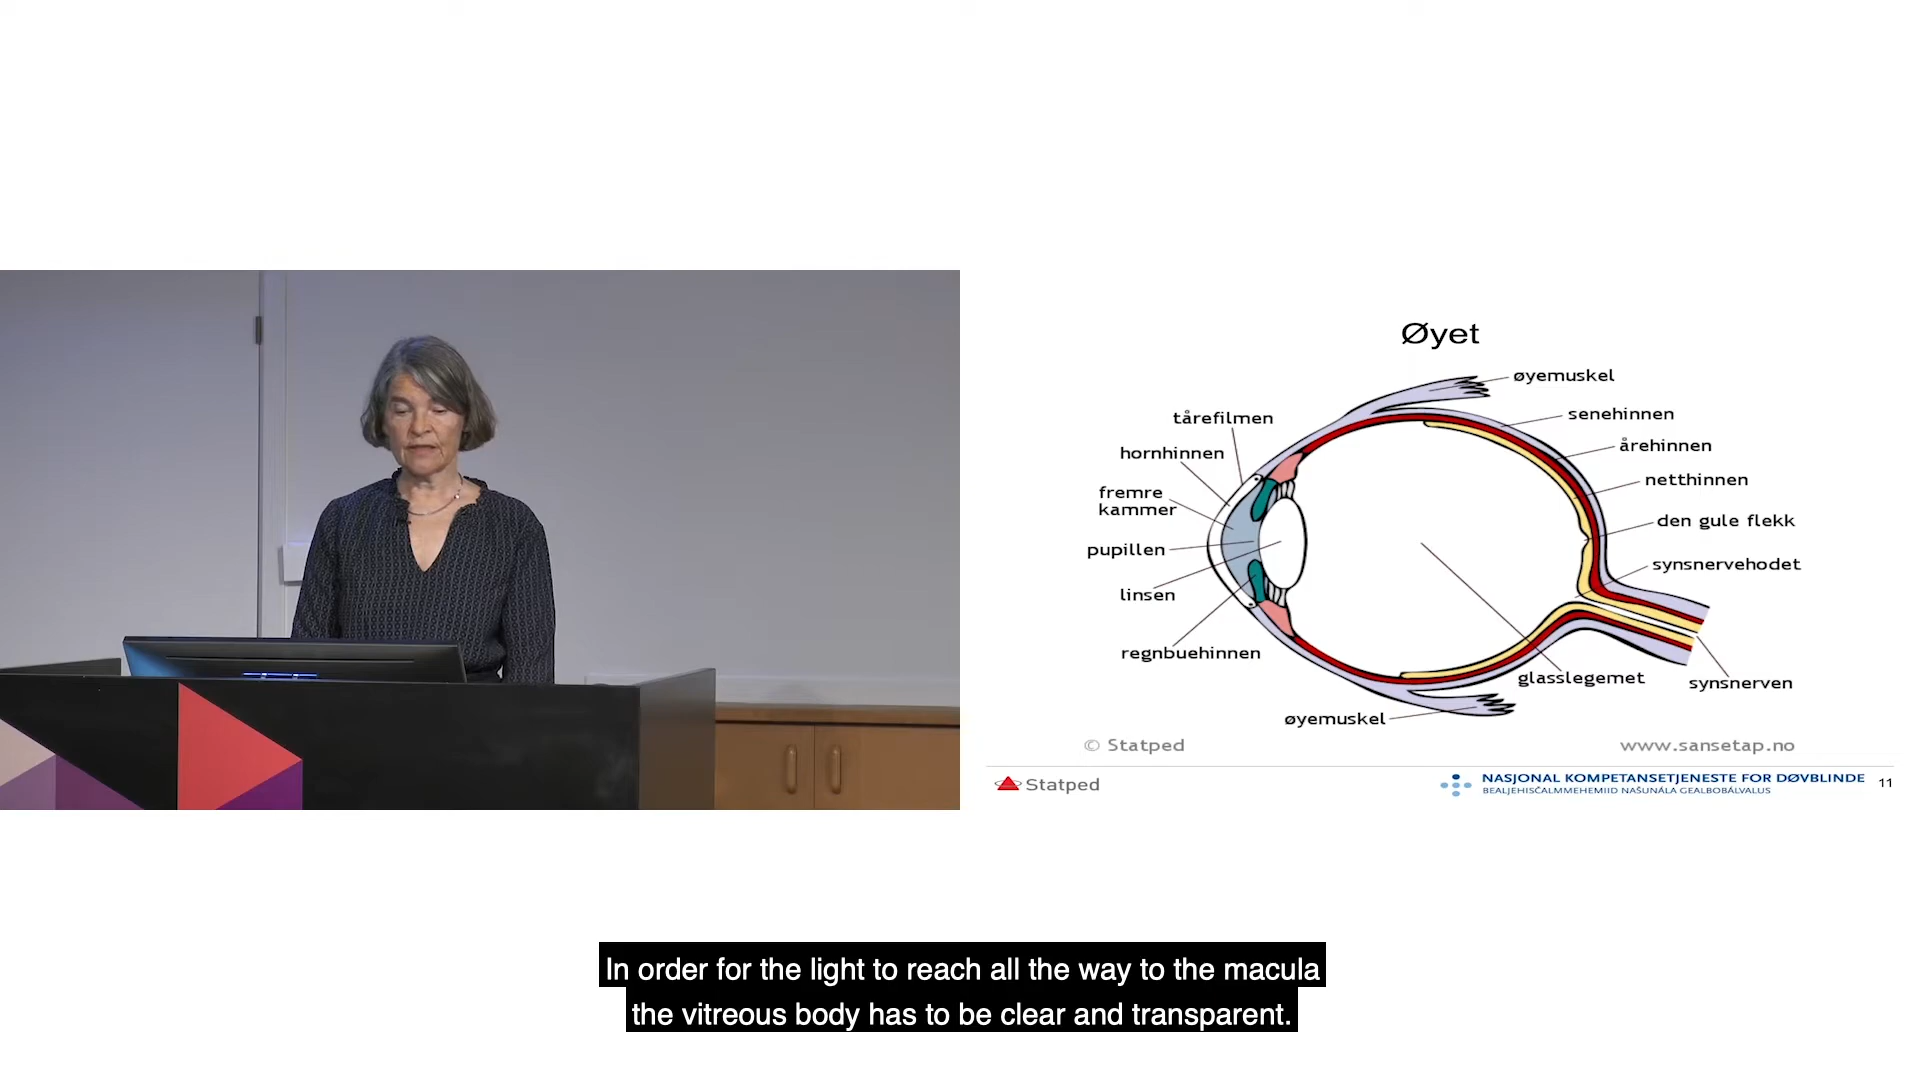 Øyet
øyemuskel
tårefilmen
senehinnen
hornhinnen
årehinnen
fremre
kammer
netthinnen
den gule flekk
pupillen
synsnervehodet
linsen
regnbuehinnen
glasslegemet
synsnerven
øyemuskel
© Statped
www.sansetap.no
Statped
NASJONAL KOMPETANSETJENESTE FOR DØVBLINDE
BEALJEHISČALMMEHEMIID NAŠUNÁLA GEALBOBÁLVALUS
11
In order for the light to reach all the way to the macula
the vitreous body has to be clear and transparent.